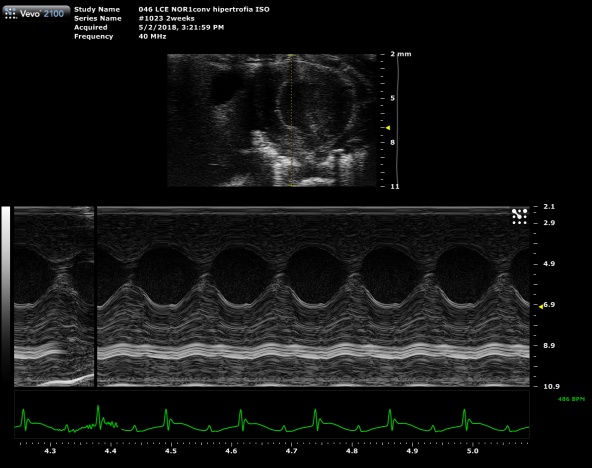 Vevo 2100
Study Name 046 LCE NOR1conv hipertrofia ISO
Series Name #1023 2weeks
Acquired 5/2/2018, 3:21:59 PM
Frequency 40 MHz
2 mm
5
8
11
2.1
2.9
4.9
6.9
8.9
10.9
486 BPM
4.3 4.4 4.5 4.6 4.7 4.8 4.9 5.0